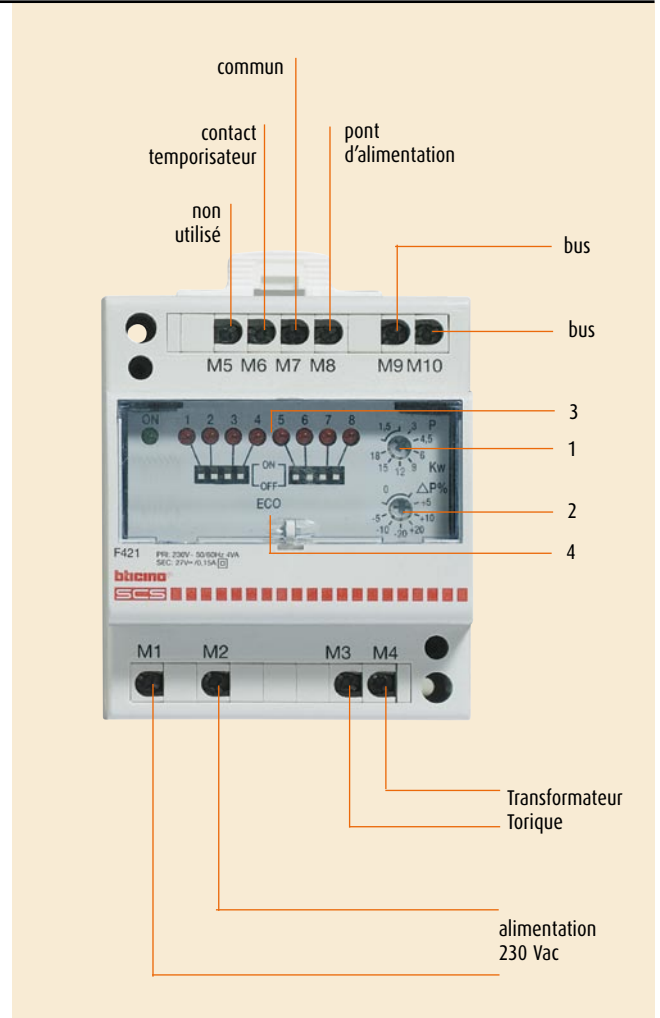 commun
contact
temporisateur
pont
d'alimentation
non
utilisé
bus
bus
M5 M6 M7 M8 M9 M10
3
1
2
4
ON 1 2 3 4 5 6 7 8
1,5 3 P
4,5
18 6
15 12 9 Kw
ON
OFF
ECO
0 △P%
-5 +5
-10 +10
-20 +20
F421 PRI: 230V~ 50/60Hz 4VA
SEC: 27V /0.15A
bticino
SCS
M1 M2 M3 M4
Transformateur
Torique
alimentation
230 Vac